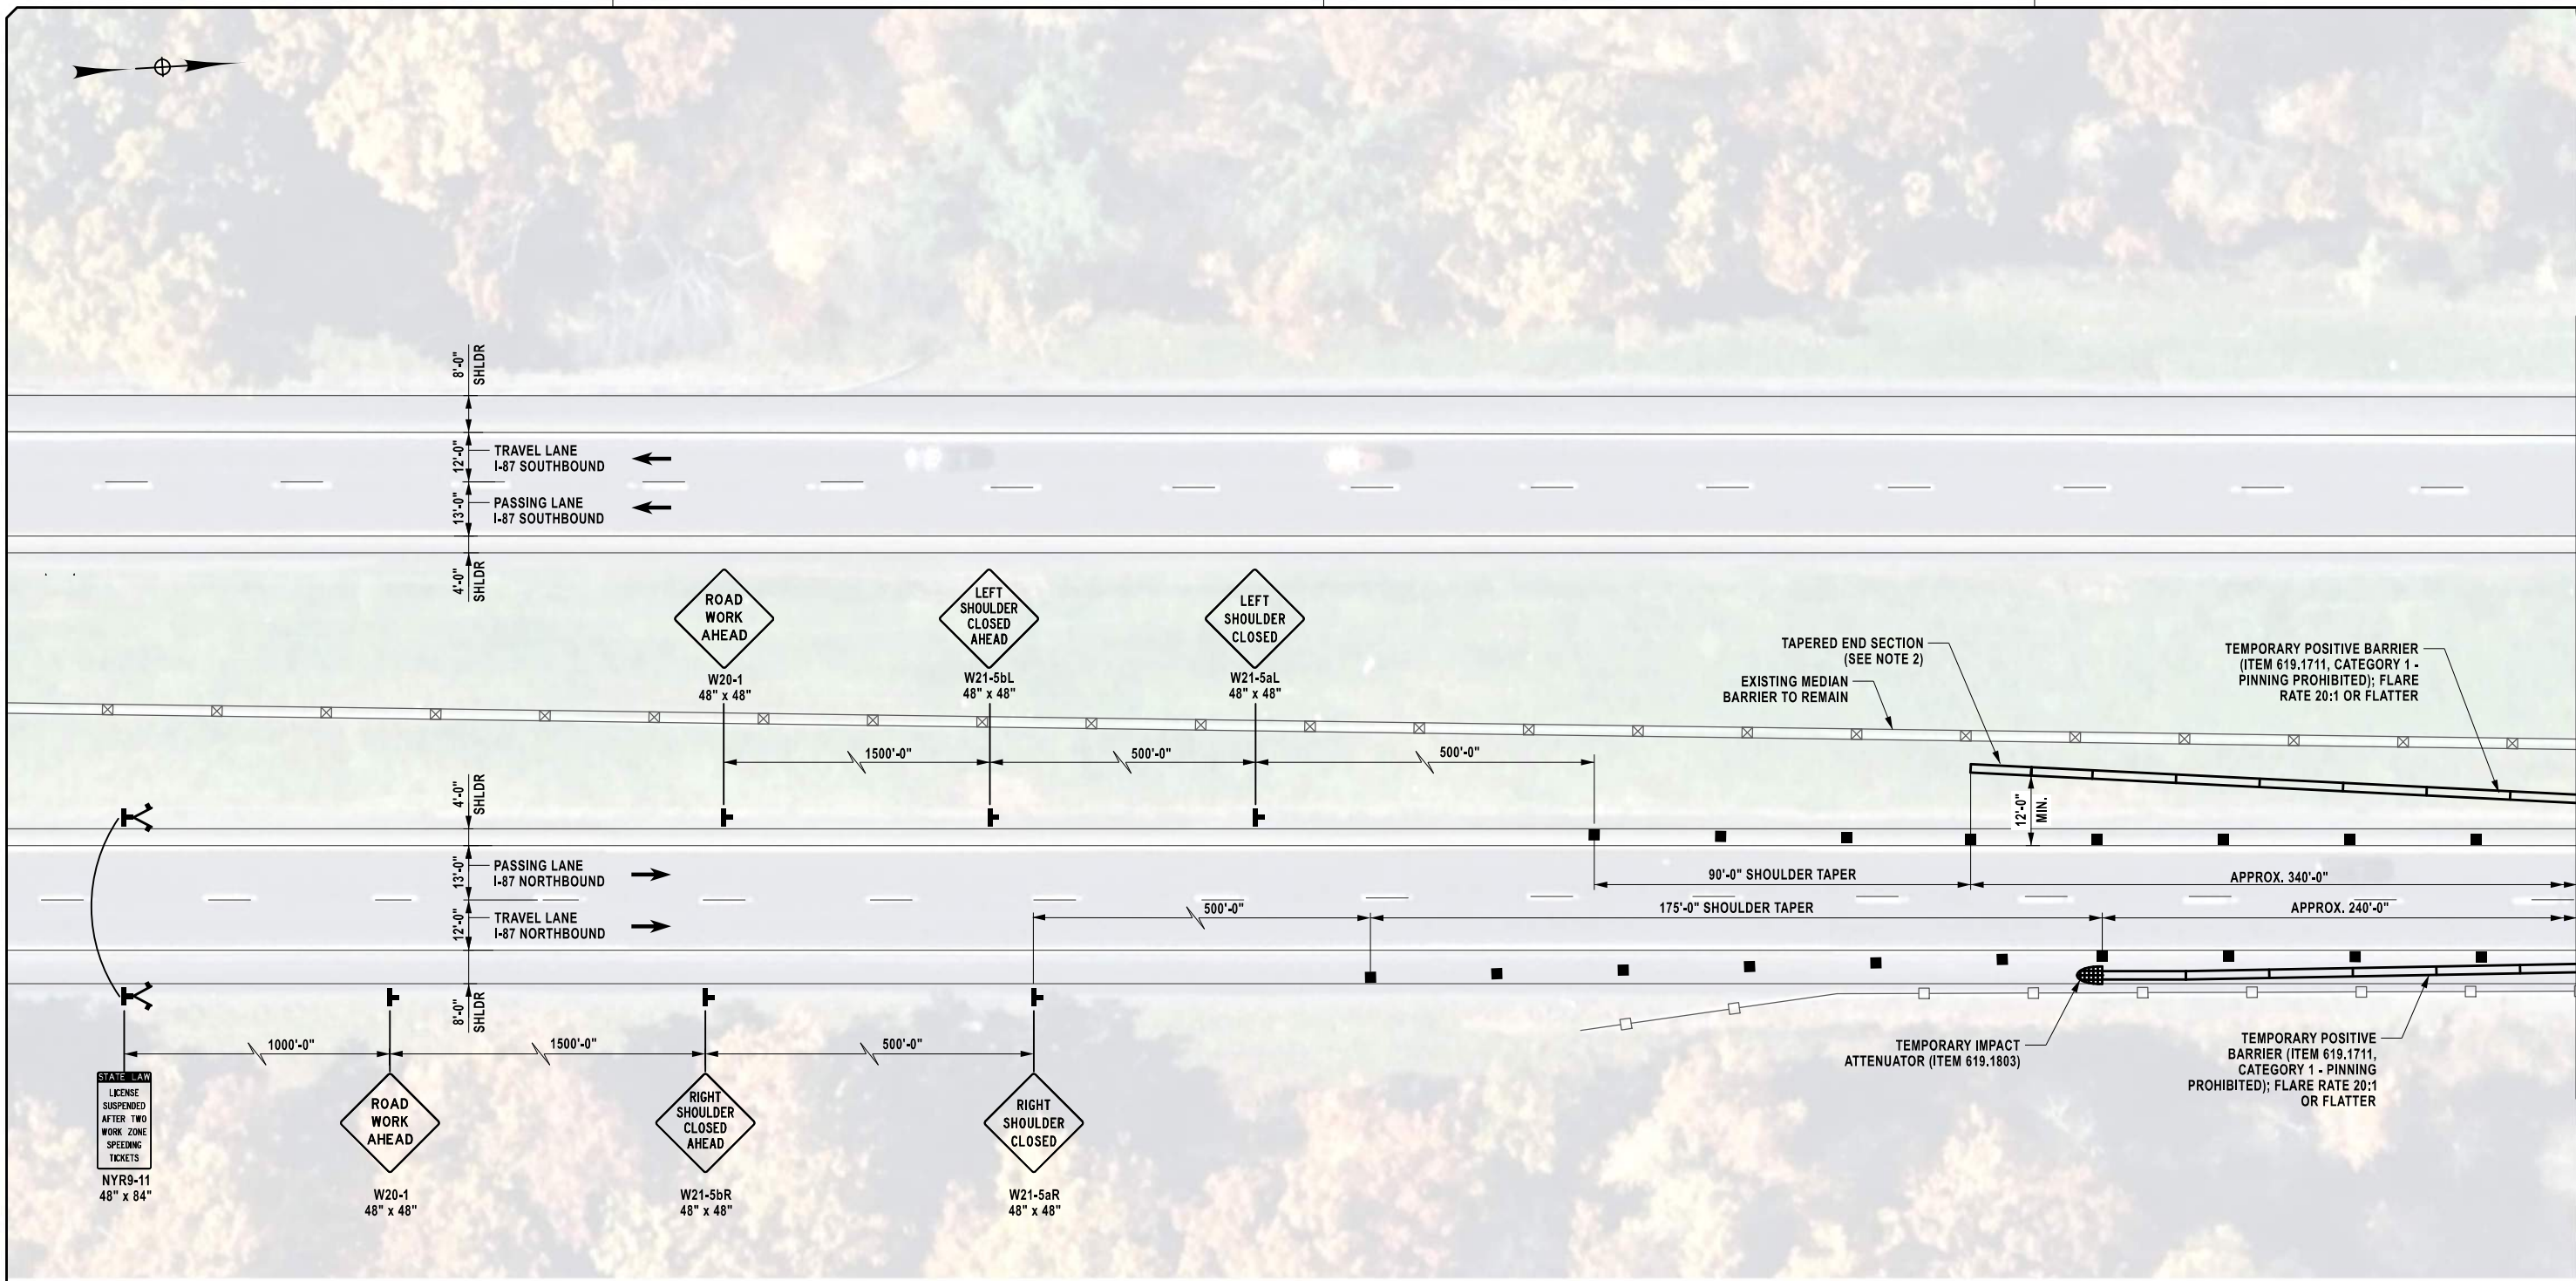 8'-0"
SHLDR
12'-0"
TRAVEL LANE
I-87 SOUTHBOUND
13'-0"
PASSING LANE
I-87 SOUTHBOUND
4'-0"
SHLDR
ROAD
WORK
AHEAD
W20-1
48" x 48"
LEFT
SHOULDER
CLOSED
AHEAD
W21-5bL
48" x 48"
LEFT
SHOULDER
CLOSED
W21-5aL
48" x 48"
TAPERED END SECTION
(SEE NOTE 2)
EXISTING MEDIAN
BARRIER TO REMAIN
TEMPORARY POSITIVE BARRIER
(ITEM 619.1711, CATEGORY 1 -
PINNING PROHIBITED); FLARE
RATE 20:1 OR FLATTER
1500'-0"
500'-0"
500'-0"
4'-0"
SHLDR
12'-0"
MIN.
13'-0"
PASSING LANE
I-87 NORTHBOUND
90'-0" SHOULDER TAPER
APPROX. 340'-0"
12'-0"
TRAVEL LANE
I-87 NORTHBOUND
500'-0"
175'-0" SHOULDER TAPER
APPROX. 240'-0"
8'-0"
SHLDR
1000'-0"
1500'-0"
500'-0"
TEMPORARY IMPACT
ATTENUATOR (ITEM 619.1803)
TEMPORARY POSITIVE
BARRIER (ITEM 619.1711,
CATEGORY 1 - PINNING
PROHIBITED); FLARE RATE 20:1
OR FLATTER
STATE LAW
LICENSE
SUSPENDED
AFTER TWO
WORK ZONE
SPEEDING
TICKETS
NYR9-11
48" x 84"
ROAD
WORK
AHEAD
W20-1
48" x 48"
RIGHT
SHOULDER
CLOSED
AHEAD
W21-5bR
48" x 48"
RIGHT
SHOULDER
CLOSED
W21-5aR
48" x 48"